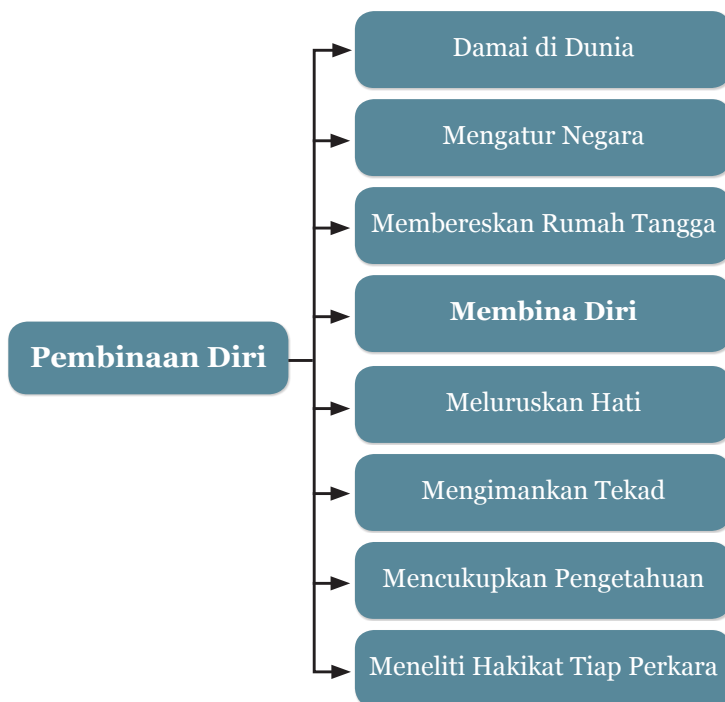 Pembinaan Diri
Damai di Dunia
Mengatur Negara
Membereskan Rumah Tangga
Membina Diri
Meluruskan Hati
Mengimankan Tekad
Mencukupkan Pengetahuan
Meneliti Hakikat Tiap Perkara